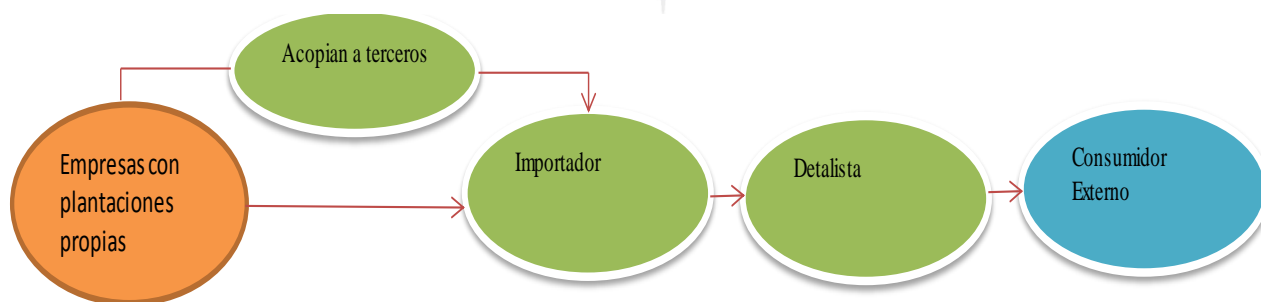 Acopian a terceros
Empresas con
plantaciones
propias
Importador
Detalista
Consumidor
Externo